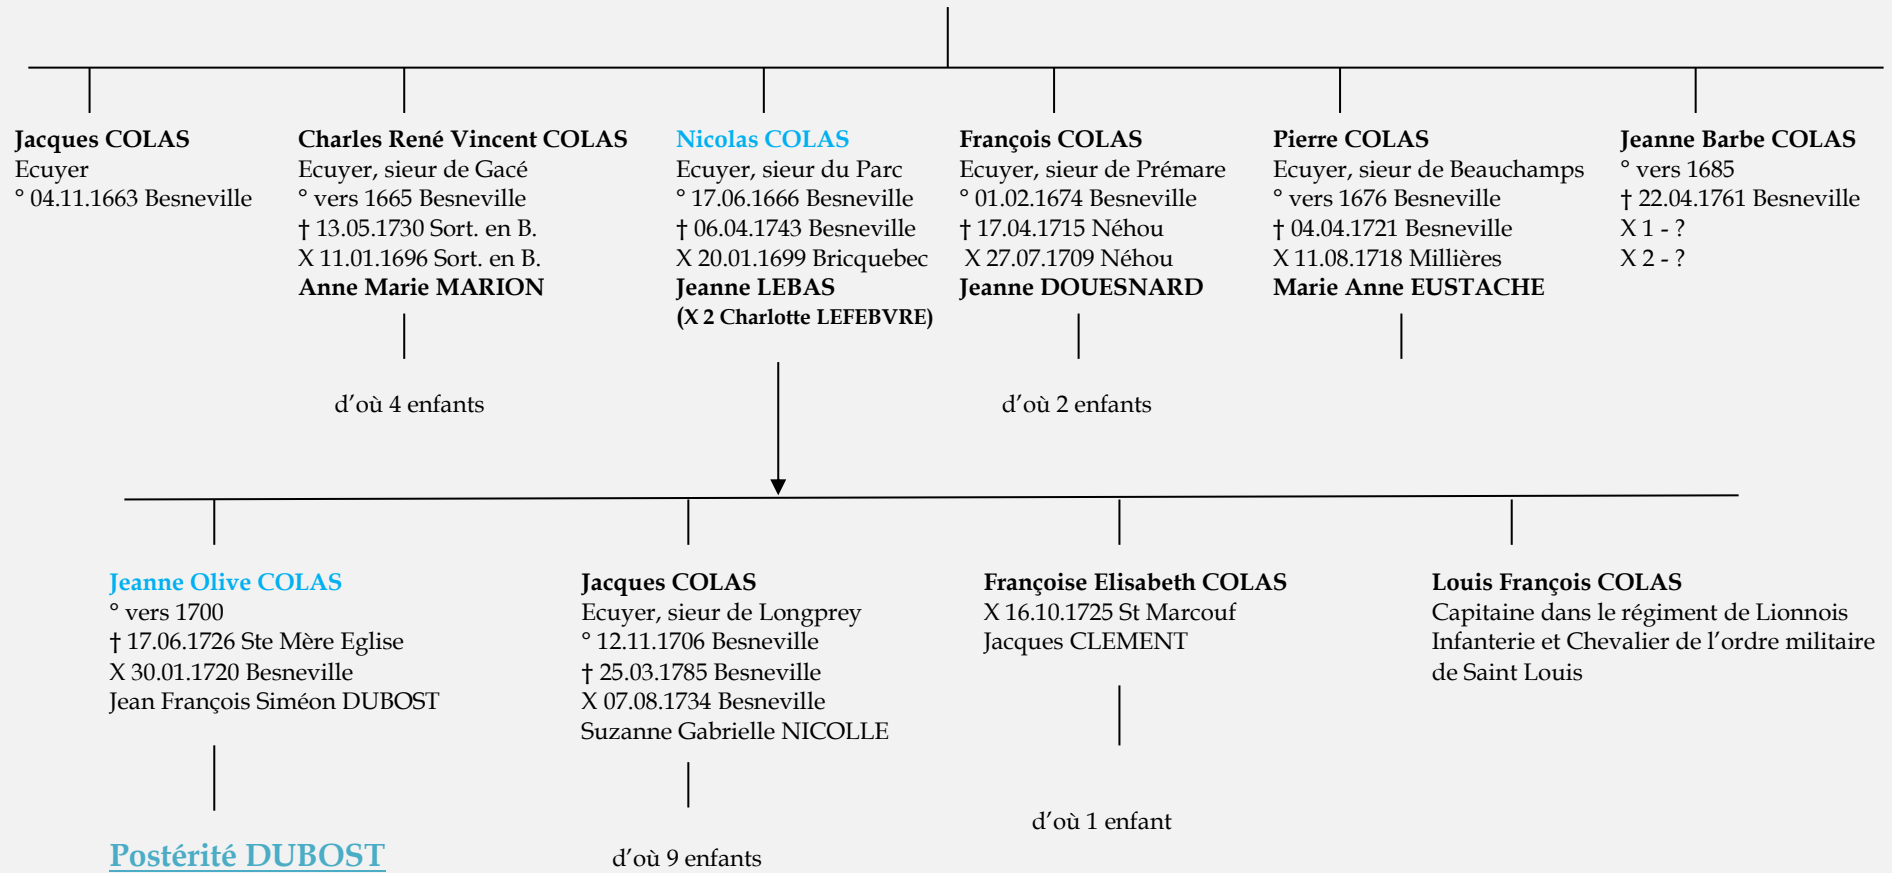 Jacques COLAS
Ecuyer
° 04.11.1663 Besneville
Charles René Vincent COLAS
Ecuyer, sieur de Gacé
° vers 1665 Besneville
† 13.05.1730 Sort. en B.
X 11.01.1696 Sort. en B.
Anne Marie MARION
d'où 4 enfants
Nicolas COLAS
Ecuyer, sieur du Parc
° 17.06.1666 Besneville
† 06.04.1743 Besneville
X 20.01.1699 Bricquebec
Jeanne LEBAS
(X 2 Charlotte LEFEBVRE)
François COLAS
Ecuyer, sieur de Prémare
° 01.02.1674 Besneville
† 17.04.1715 Néhou
X 27.07.1709 Néhou
Jeanne DOUESNARD
d'où 2 enfants
Pierre COLAS
Ecuyer, sieur de Beauchamps
° vers 1676 Besneville
† 04.04.1721 Besneville
X 11.08.1718 Millières
Marie Anne EUSTACHE
Jeanne Barbe COLAS
° vers 1685
† 22.04.1761 Besneville
X 1 - ?
X 2 - ?
Jeanne Olive COLAS
° vers 1700
† 17.06.1726 Ste Mère Eglise
X 30.01.1720 Besneville
Jean François Siméon DUBOST
Postérité DUBOST
Jacques COLAS
Ecuyer, sieur de Longprey
° 12.11.1706 Besneville
† 25.03.1785 Besneville
X 07.08.1734 Besneville
Suzanne Gabrielle NICOLLE
d'où 9 enfants
Françoise Elisabeth COLAS
X 16.10.1725 St Marcouf
Jacques CLEMENT
d'où 1 enfant
Louis François COLAS
Capitaine dans le régiment de Lionnois
Infanterie et Chevalier de l'ordre militaire
de Saint Louis